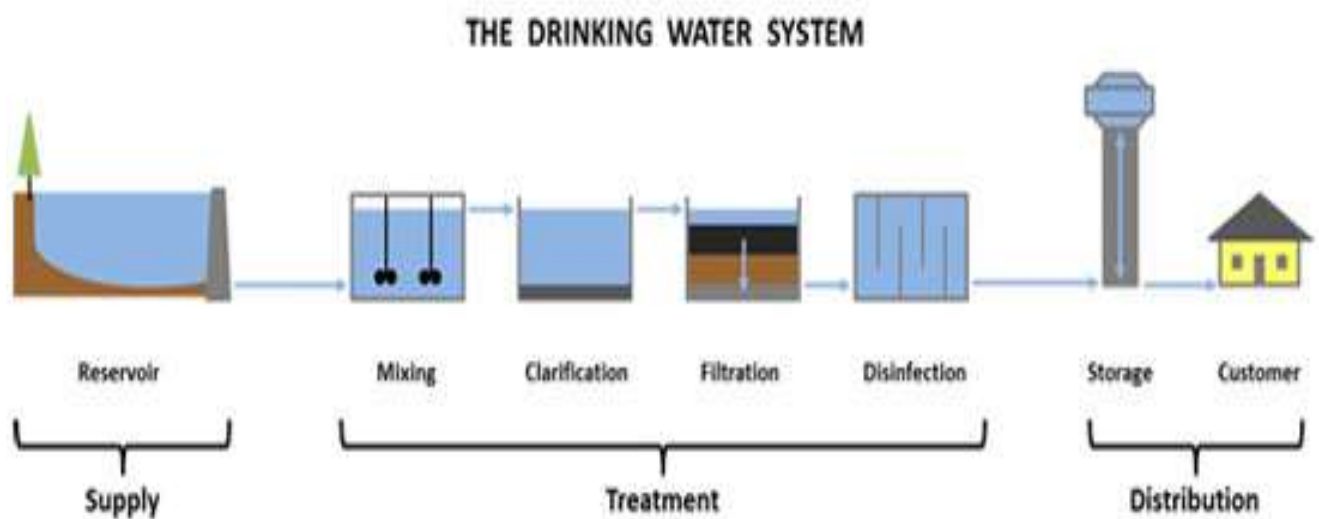 THE DRINKING WATER SYSTEM
Reservoir
Mixing
Clarification
Filtration
Disinfection
Storage
Customer
Supply
Treatment
Distribution